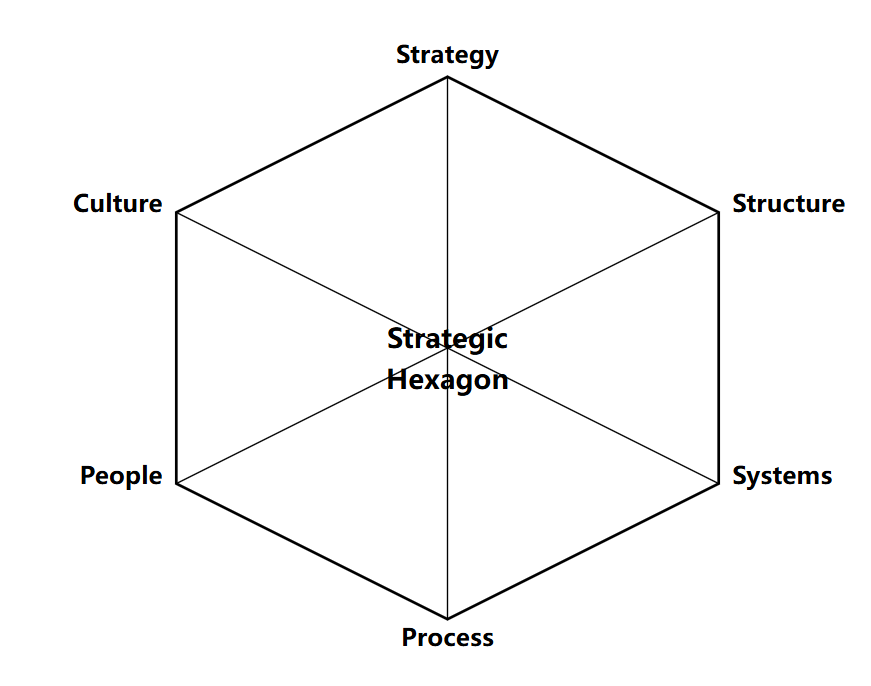 Strategy
Culture
Structure
Strategic
Hexagon
People
Systems
Process